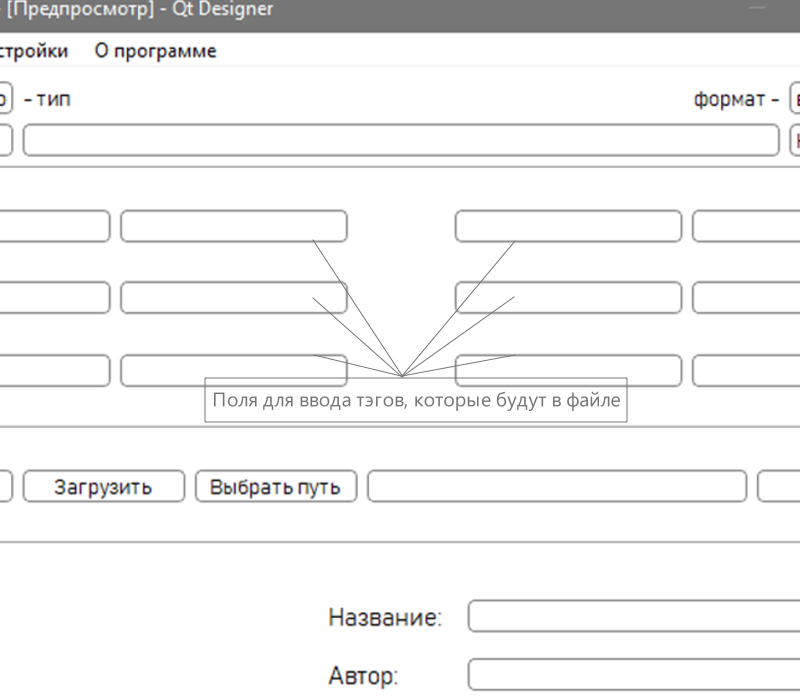 - [Предпросмотр] - Qt Designer
стройки О программе
- тип формат -
Поля для ввода тэгов, которые будут в файле
Загрузить Выбрать путь
Название:
Автор: